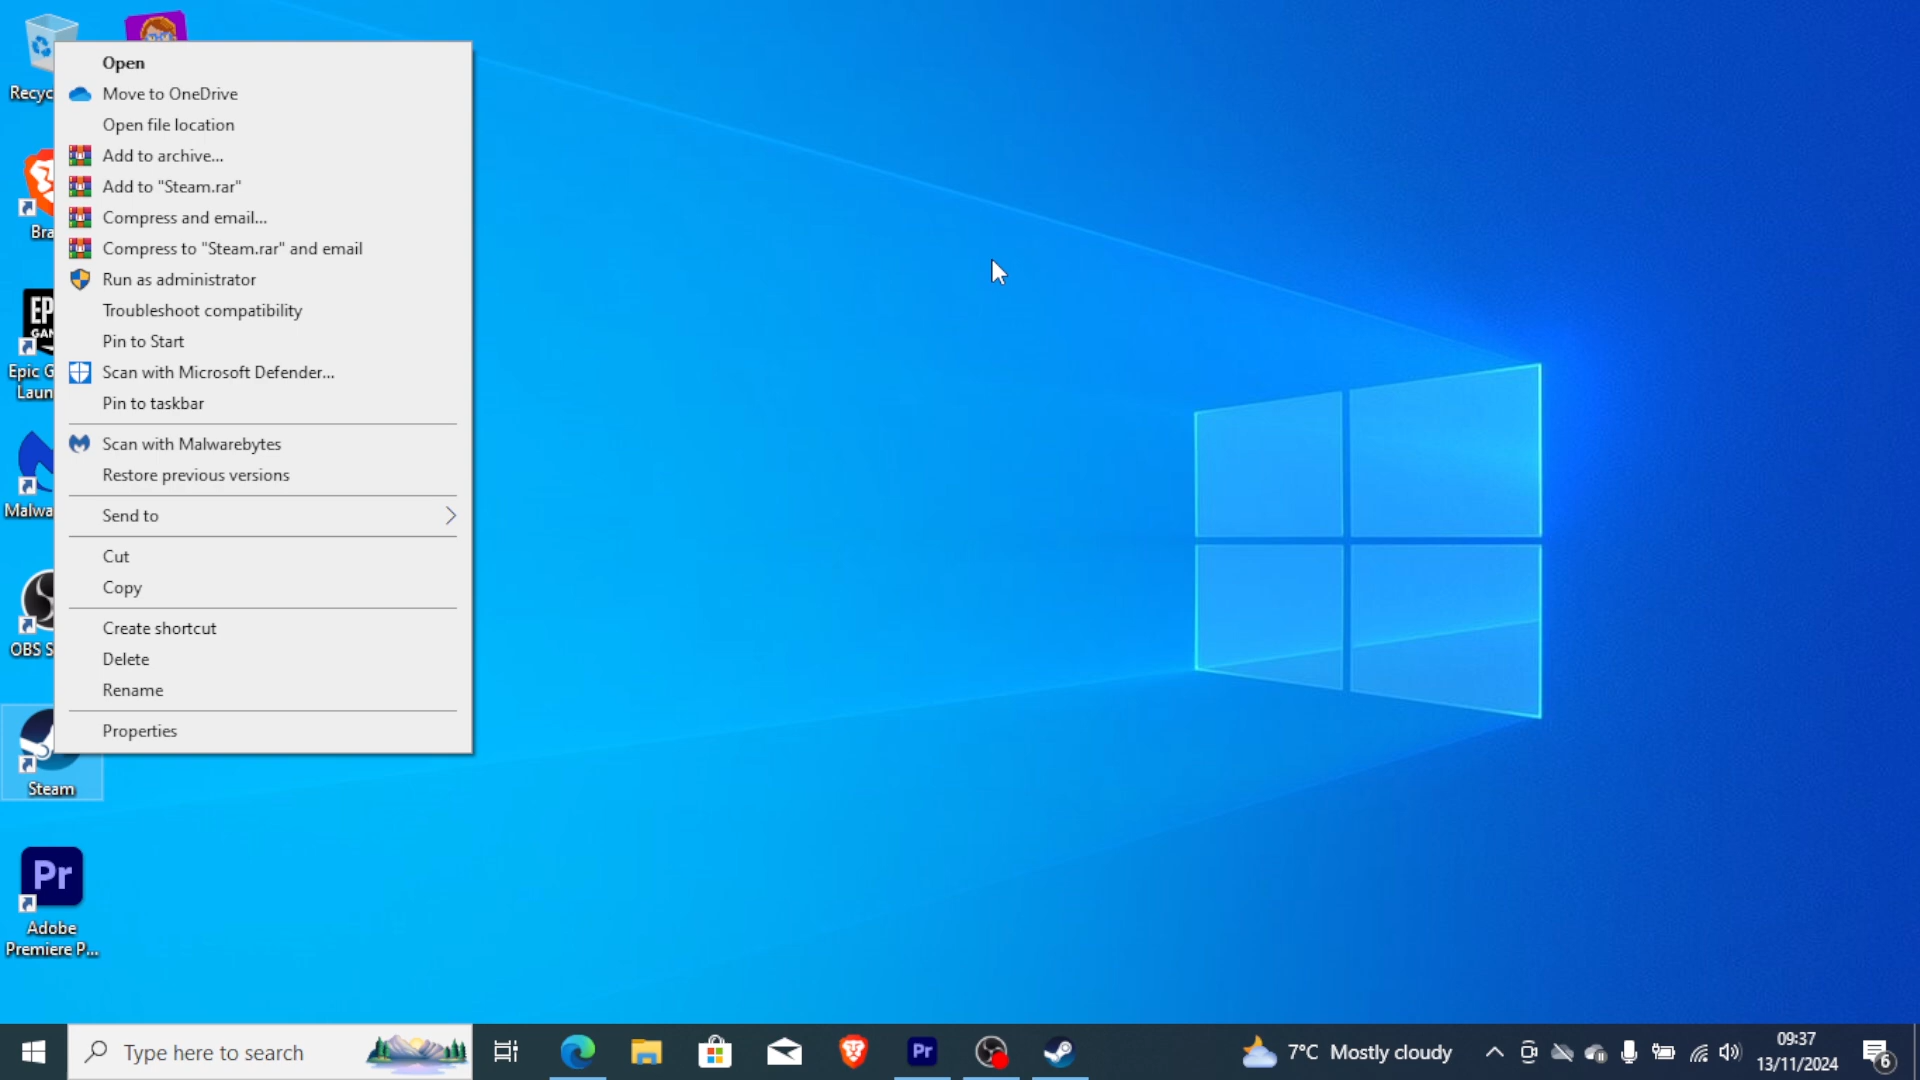 Recyc
Open
Move to OneDrive
Open file location
Add to archive...
Add to "Steam.rar"
Compress and email...
Compress to "Steam.rar" and email
Run as administrator
Troubleshoot compatibility
Pin to Start
Scan with Microsoft Defender...
Pin to taskbar
Scan with Malwarebytes
Restore previous versions
Send to
Cut
Copy
Create shortcut
Delete
Rename
Properties
Bra
EP
GAN
Epic G
Laun
Malwa
OBS S
Steam
Pr
Adobe
Premiere P...
Type here to search
Pr
7°C Mostly cloudy
09:37
13/11/2024
6